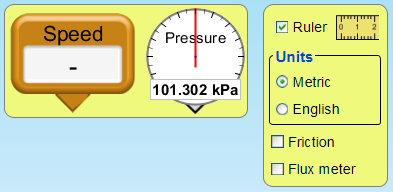 Speed
-
Pressure
101.302 kPa
Ruler
0 1 2
Units
Metric
English
Friction
Flux meter